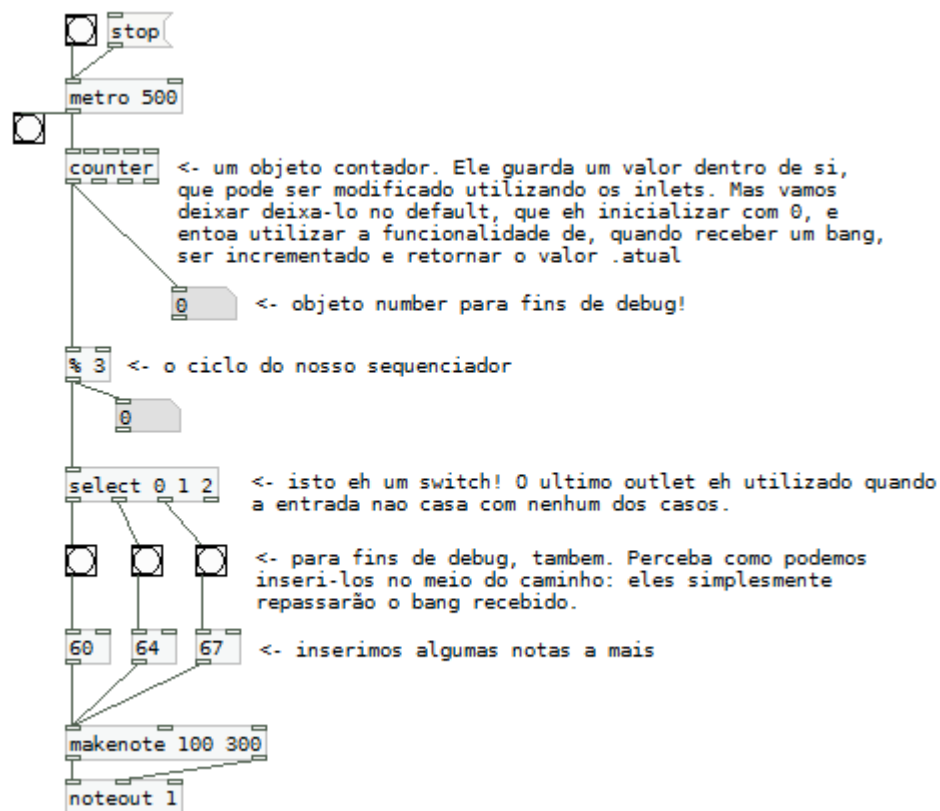 stop
metro 500
counter
<- um objeto contador. Ele guarda um valor dentro de si,
que pode ser modificado utilizando os inlets. Mas vamos
deixar deixa-lo no default, que eh inicializar com 0, e
entoa utilizar a funcionalidade de, quando receber um bang,
ser incrementado e retornar o valor .atual
0
<- objeto number para fins de debug!
% 3
<- o ciclo do nosso sequenciador
0
select 0 1 2
<- isto eh um switch! O ultimo outlet eh utilizado quando
a entrada nao casa com nenhum dos casos.
<- para fins de debug, tambem. Perceba como podemos
inseri-los no meio do caminho: eles simplesmente
repassarão o bang recebido.
60
64
67
<- inserimos algumas notas a mais
makenote 100 300
noteout 1